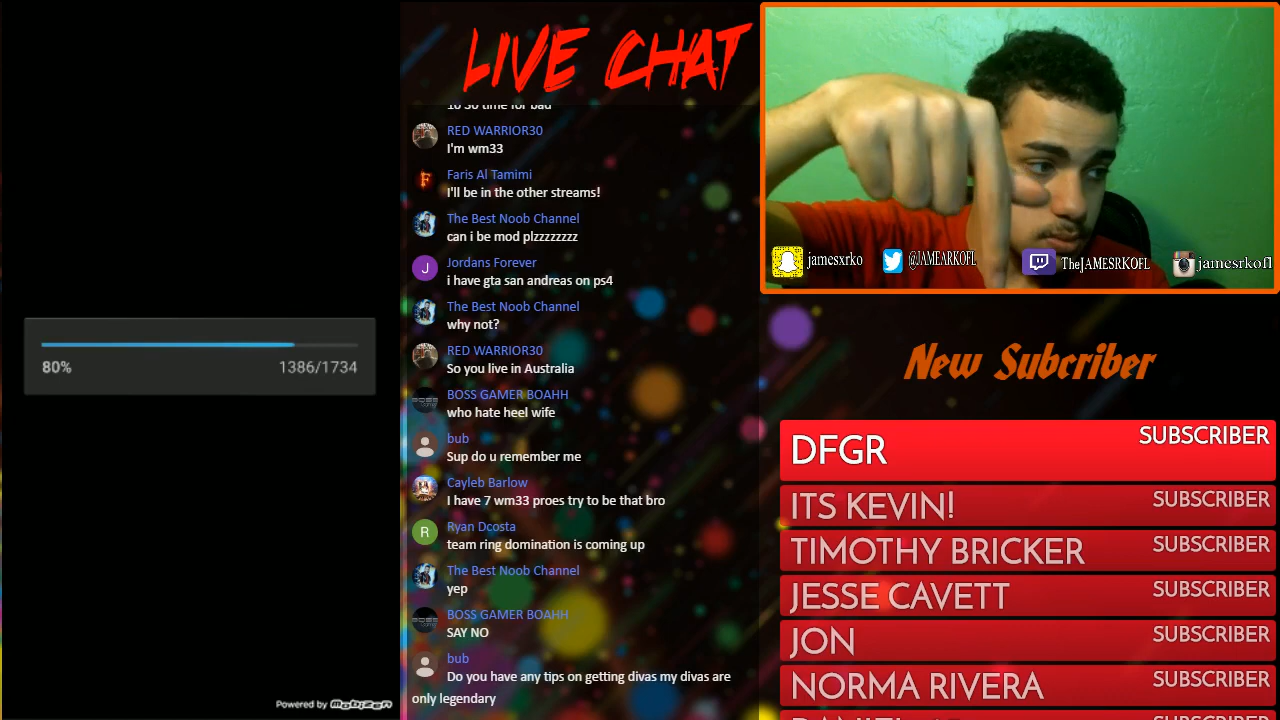 80%
1386/1734
Powered by Mobizen
LIVE CHAT
10 30 time for bad
RED WARRIOR30
I'm wm33
Faris Al Tamimi
I'll be in the other streams!
The Best Noob Channel
can i be mod plzzzzzzzz
J
Jordans Forever
i have gta san andreas on ps4
The Best Noob Channel
why not?
RED WARRIOR30
So you live in Australia
BOSS GAMER BOAHH
who hate heel wife
bub
Sup do u remember me
Cayleb Barlow
I have 7 wm33 proes try to be that bro
R
Ryan Dcosta
team ring domination is coming up
The Best Noob Channel
yep
BOSS GAMER BOAHH
SAY NO
bub
Do you have any tips on getting divas my divas are
only legendary
jamesxrko
@JAMEARKOFL
TheJAMESRKOFL
jamesrkofl
New Subcriber
DFGR SUBSCRIBER
ITS KEVIN! SUBSCRIBER
TIMOTHY BRICKER SUBSCRIBER
JESSE CAVETT SUBSCRIBER
JON SUBSCRIBER
NORMA RIVERA SUBSCRIBER